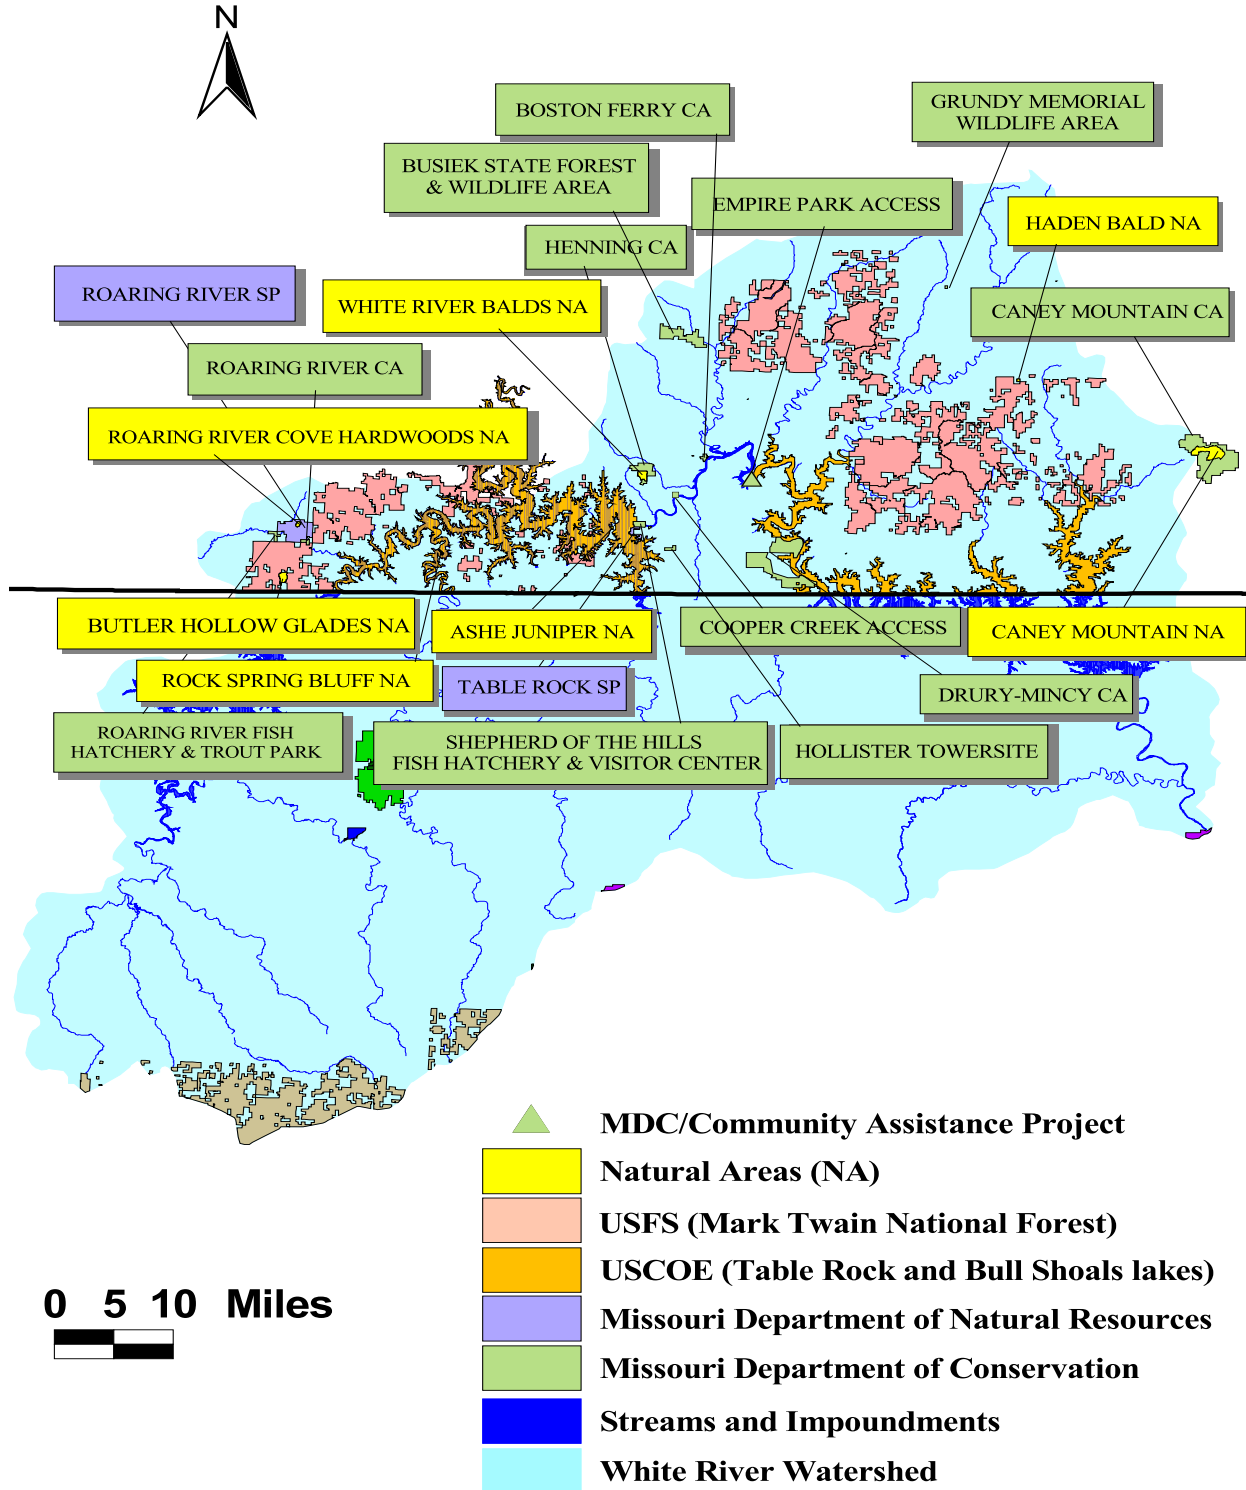 N
BOSTON FERRY CA
GRUNDY MEMORIAL
WILDLIFE AREA
BUSIEK STATE FOREST
& WILDLIFE AREA
EMPIRE PARK ACCESS
HADEN BALD NA
HENNING CA
ROARING RIVER SP
WHITE RIVER BALDS NA
CANEY MOUNTAIN CA
ROARING RIVER CA
ROARING RIVER COVE HARDWOODS NA
BUTLER HOLLOW GLADES NA
ASHE JUNIPER NA
COOPER CREEK ACCESS
CANEY MOUNTAIN NA
ROCK SPRING BLUFF NA
TABLE ROCK SP
DRURY-MINCY CA
ROARING RIVER FISH
HATCHERY & TROUT PARK
SHEPHERD OF THE HILLS
FISH HATCHERY & VISITOR CENTER
HOLLISTER TOWERSITE
MDC/Community Assistance Project
Natural Areas (NA)
USFS (Mark Twain National Forest)
USCOE (Table Rock and Bull Shoals lakes)
0 5 10 Miles
Missouri Department of Natural Resources
Missouri Department of Conservation
Streams and Impoundments
White River Watershed